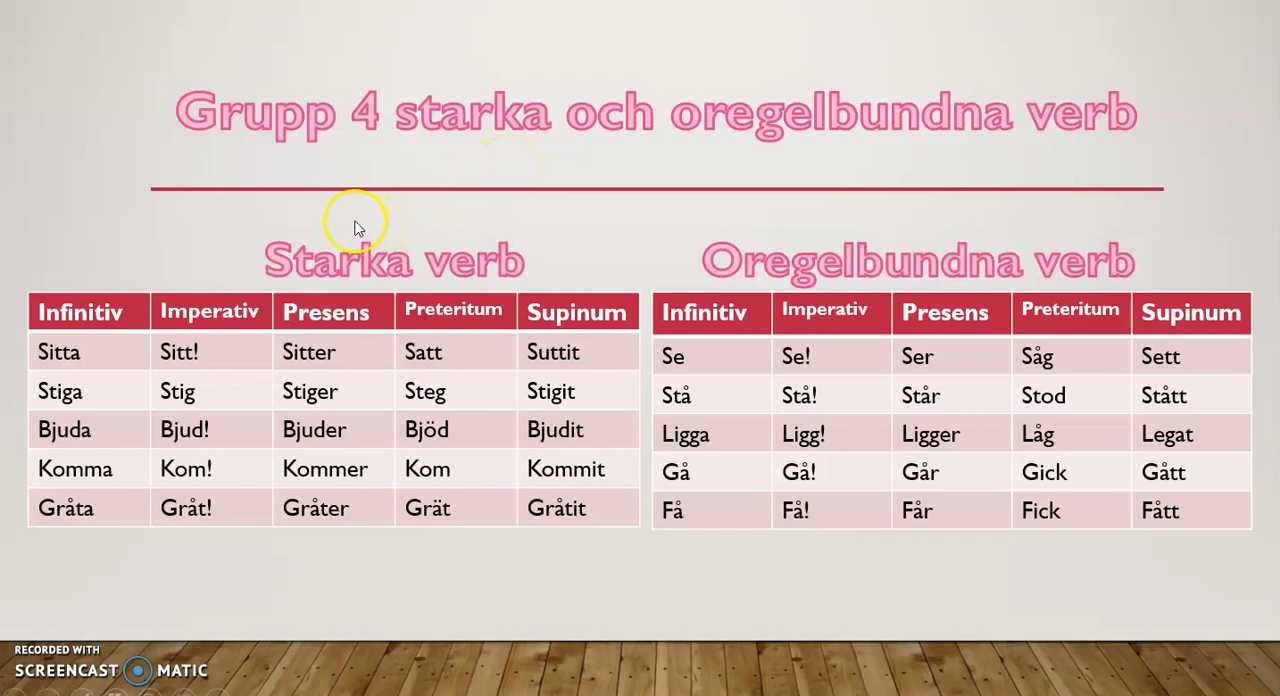 Grupp 4 starka och oregelbundna verb
Starka verb
Infinitiv Imperativ Presens Preteritum Supinum
Sitta Sitt! Sitter Satt Suttit
Stiga Stig Stiger Steg Stigit
Bjuda Bjud! Bjuder Bjöd Bjudit
Komma Kom! Kommer Kom Kommit
Gråta Gråt! Gråter Grät Gråtit
Oregelbundna verb
Infinitiv Imperativ Presens Preteritum Supinum
Se Se! Ser Såg Sett
Stå Stå! Står Stod Stått
Ligga Ligg! Ligger Låg Legat
Gå Gå! Går Gick Gått
Få Få! Får Fick Fått
RECORDED WITH
SCREENCAST MATIC